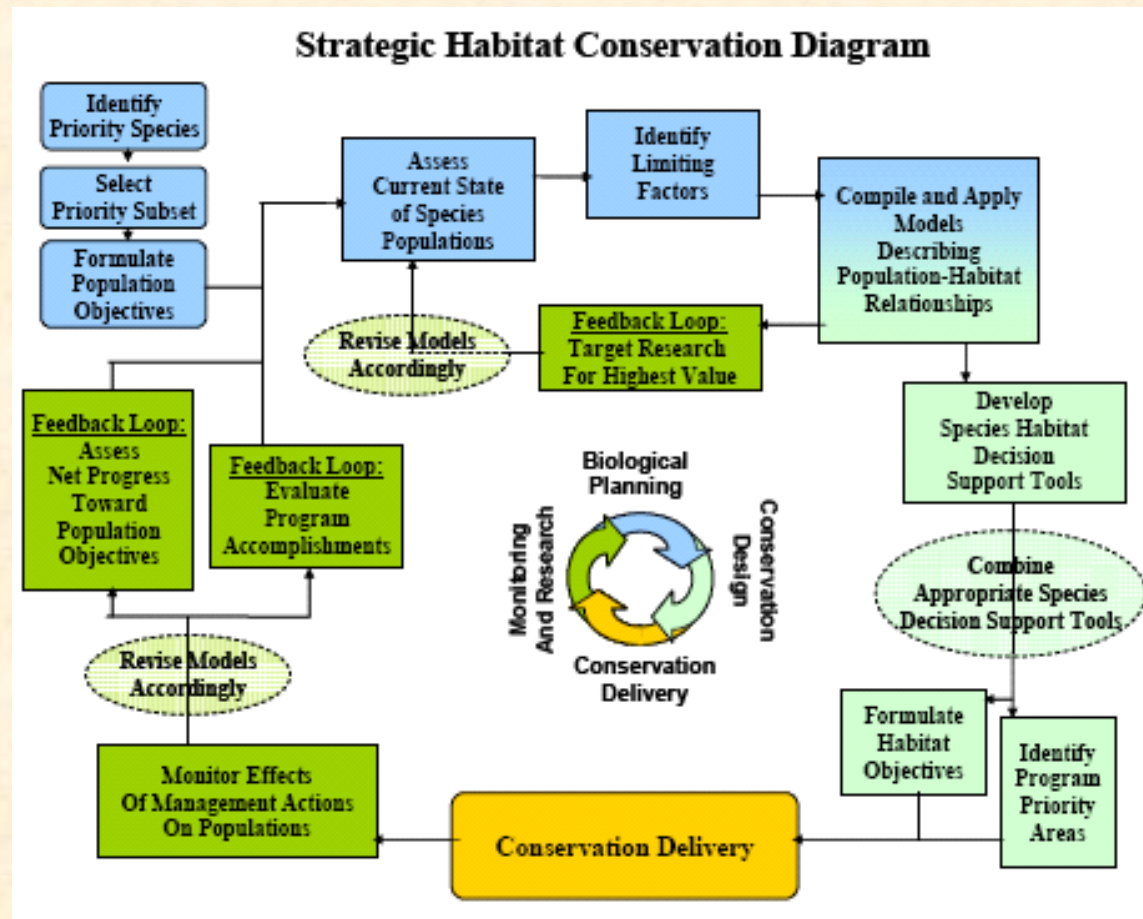 Strategic Habitat Conservation Diagram
Identify
Priority Species
Select
Priority Subset
Formulate
Population
Objectives
Assess
Current State
of Species
Populations
Identify
Limiting
Factors
Compile and Apply
Models
Describing
Population-Habitat
Relationships
Feedback Loop:
Target Research
For Highest Value
Revise Models
Accordingly
Develop
Species Habitat
Decision
Support Tools
Combine
Appropriate Species
Decision Support Tools
Formulate
Habitat
Objectives
Identify
Program
Priority
Areas
Conservation Delivery
Monitor Effects
Of Management Actions
On Populations
Revise Models
Accordingly
Feedback Loop:
Assess
Net Progress
Toward
Population
Objectives
Feedback Loop:
Evaluate
Program
Accomplishments
Biological
Planning
Conservation
Design
Conservation
Delivery
Monitoring
And Research